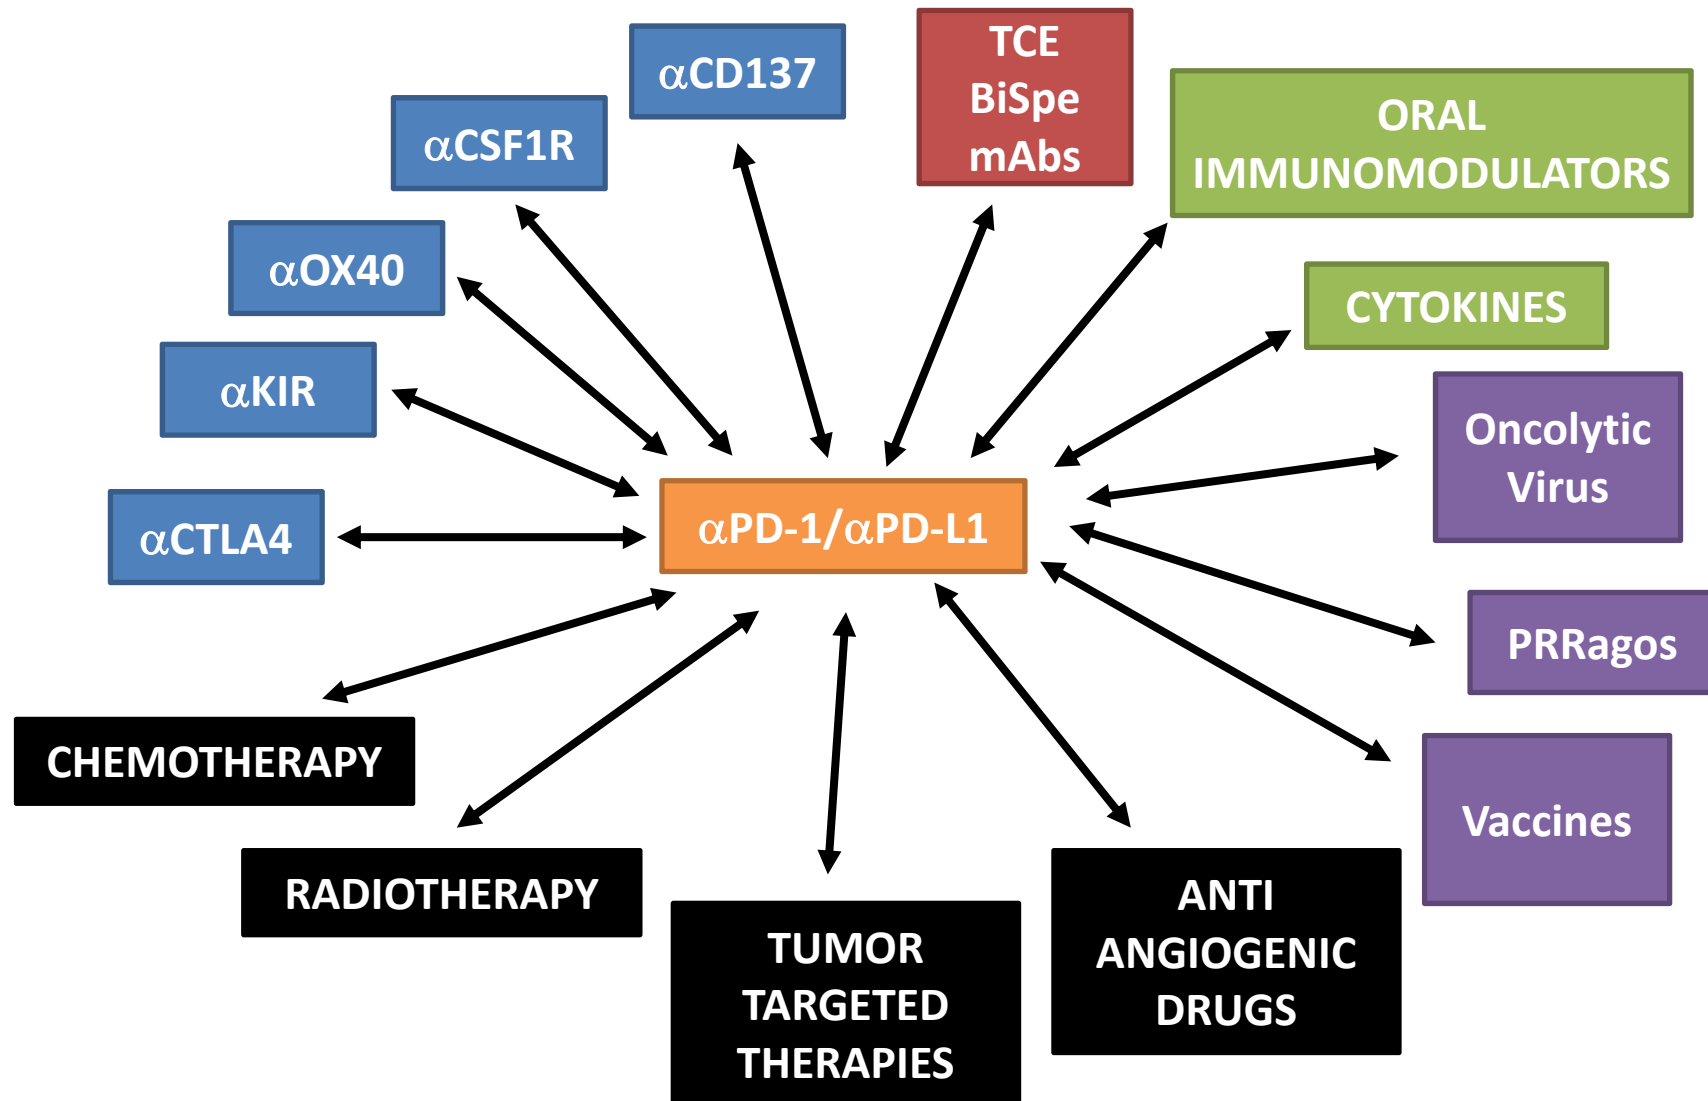 αCD137
TCE
BiSpe
mAbs
ORAL
IMMUNOMODULATORS
αCSF1R
αOX40
CYTOKINES
αKIR
Oncolytic
Virus
αCTLA4
αPD-1/αPD-L1
PRRagos
CHEMOTHERAPY
Vaccines
RADIOTHERAPY
TUMOR
TARGETED
THERAPIES
ANTI
ANGIOGENIC
DRUGS